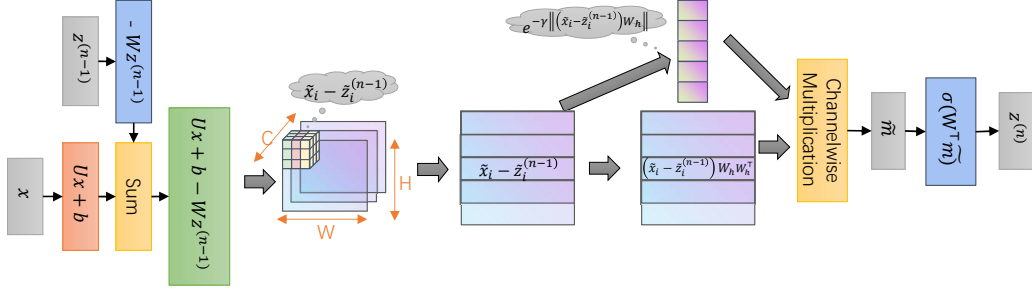 z^{(n-1)}
- Wz^{(n-1)}
x
Ux + b
Sum
Ux + b − Wz^{(n-1)}
x̃_i − z̃_i^{(n-1)}
C
H
W
x̃_i − z̃_i^{(n-1)}
e^{-γ‖(x̃_i − z̃_i^{(n-1)})W_h‖}
(x̃_i − z̃_i^{(n-1)}) W_h W_h^⊤
Channelwise
Multiplication
m̃
σ(W^⊤m̃)
z^{(n)}